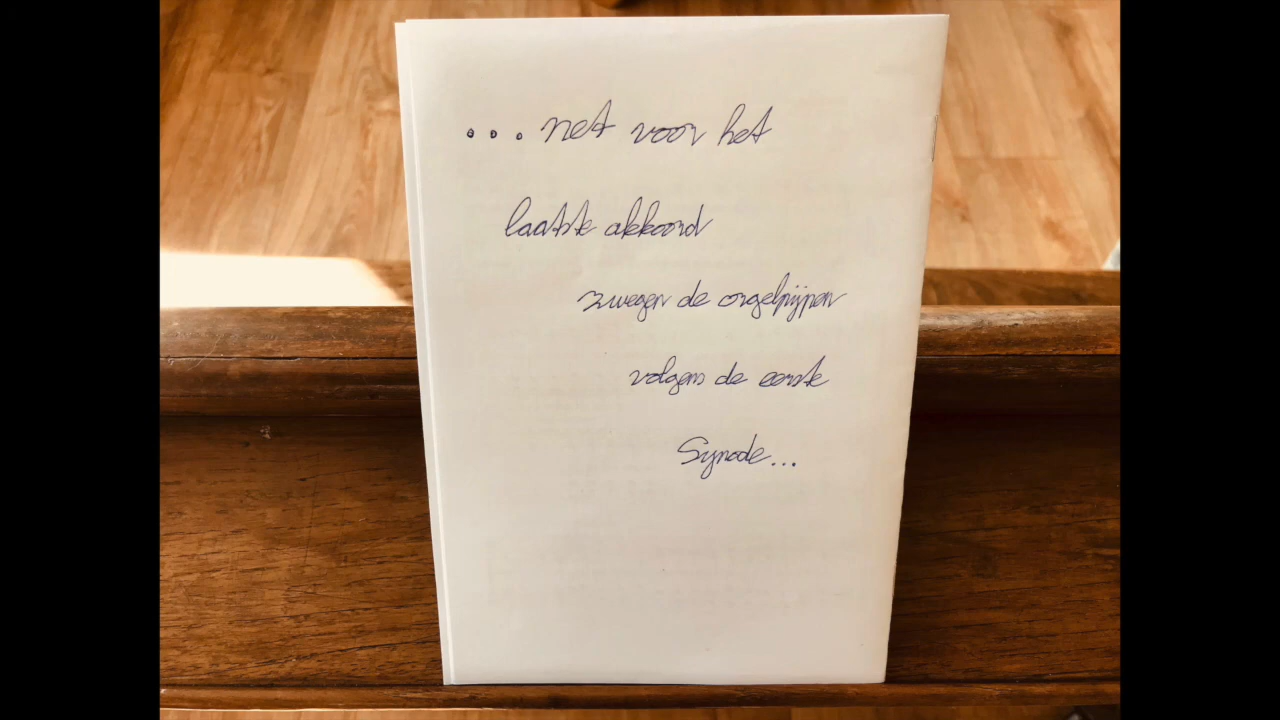 ...net voor het
laatste akkoord
zwegen de orgelpijpen
volgens de eerste
Synode...